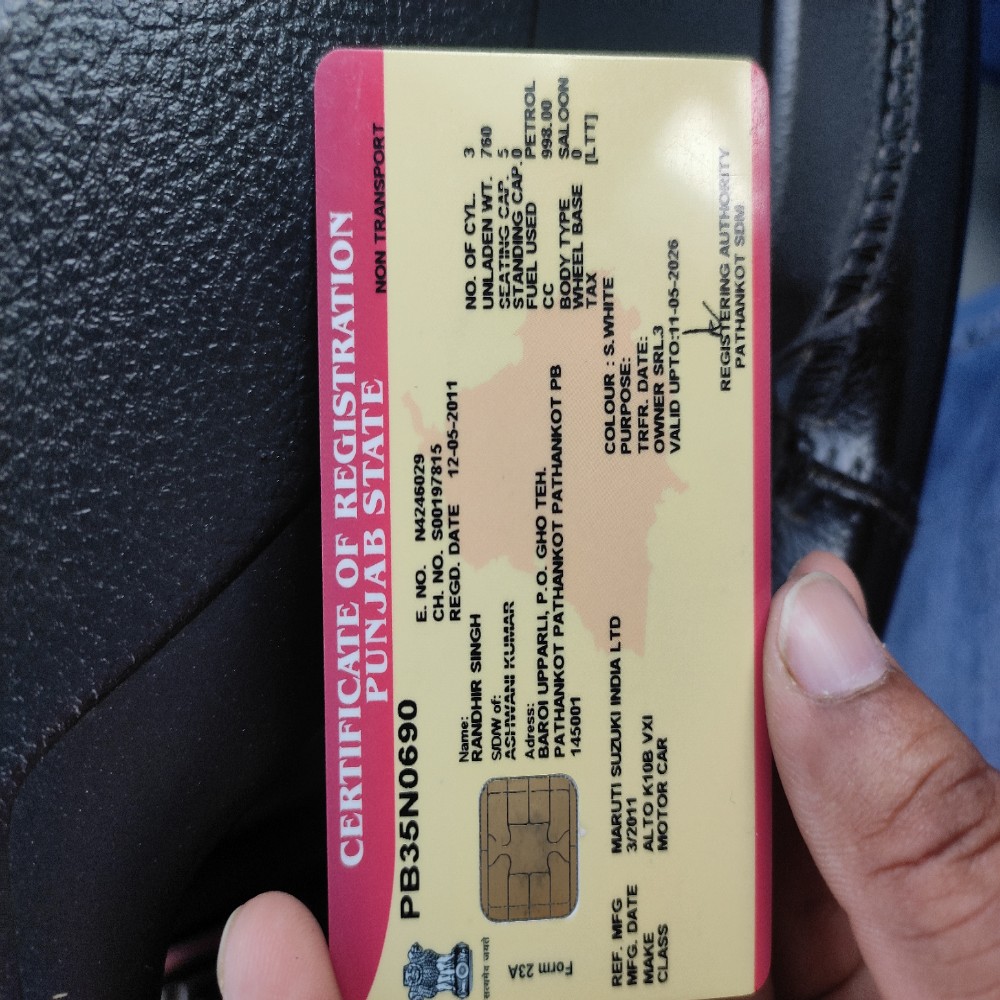 CERTIFICATE OF REGISTRATION
PUNJAB STATE
NON TRANSPORT
सत्यमेव जयते
Form 23A
PB35N0690
E. NO. N4246029
CH. NO. S00197815
REGD. DATE 12-05-2011
Name:
RANDHIR SINGH
S/D/W of:
ASHWANI KUMAR
Adress:
BAROI UPPARLI, P.O. GHO TEH.
PATHANKOT PATHANKOT PATHANKOT PB
145001
NO. OF CYL. 3
UNLADEN WT. 760
SEATING CAP. 5
STANDING CAP. 0
FUEL USED PETROL
CC 998.00
BODY TYPE SALOON
WHEEL BASE 0
TAX [LTT]
REF. MFG MARUTI SUZUKI INDIA LTD
MFG. DATE 3/2011
MAKE ALTO K10B VXI
CLASS MOTOR CAR
COLOUR : S.WHITE
PURPOSE:
TRFR. DATE:
OWNER SRL.3
VALID UPTO:11-05-2026
REGISTERING AUTHORITY
PATHANKOT SDM